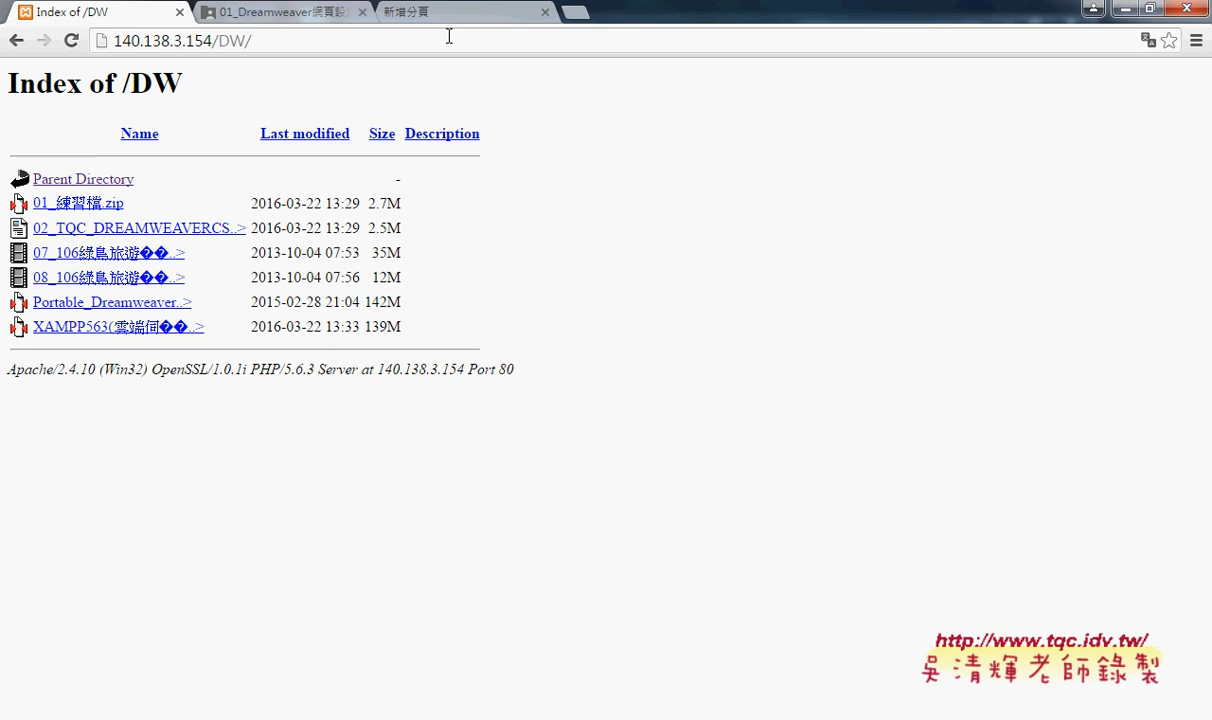 Index of /DW
01_Dreamweaver網頁設
新增分頁
140.138.3.154/DW/
Index of /DW
Name Last modified Size Description
Parent Directory -
01_練習檔.zip 2016-03-22 13:29 2.7M
02_TQC_DREAMWEAVERCS..> 2016-03-22 13:29 2.5M
07_106綠島旅遊��..> 2013-10-04 07:53 35M
08_106綠島旅遊��..> 2013-10-04 07:56 12M
Portable_Dreamweaver..> 2015-02-28 21:04 142M
XAMPP563(雲端伺��..> 2016-03-22 13:33 139M
Apache/2.4.10 (Win32) OpenSSL/1.0.1i PHP/5.6.3 Server at 140.138.3.154 Port 80
http://www.tqc.idv.tw/
吳清輝老師錄製